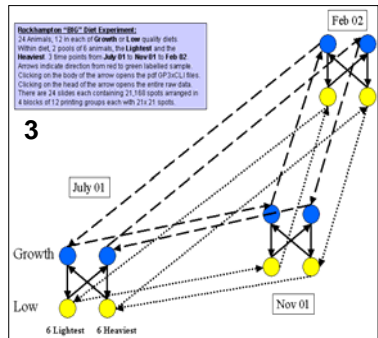 Rockhampton "BIG" Diet Experiment:
24 Animals, 12 in each of Growth or Low quality diets
Within diet, 2 pools of 6 animals, the Lightest and the
Heaviest. 3 time points from July 01 to Nov 01 to Feb 02
Arrows indicate direction from red to green labelled sample.
Clicking on the body of the arrow opens the pdf GP3xCLI files.
Clicking on the head of the arrow opens the entire raw data.
There are 24 slides each containing 21,168 spots arranged in
4 blocks of 12 printing groups each with 21x 21 spots.
Feb 02
3
July 01
Growth
Low
Nov 01
6 Lightest 6 Heaviest